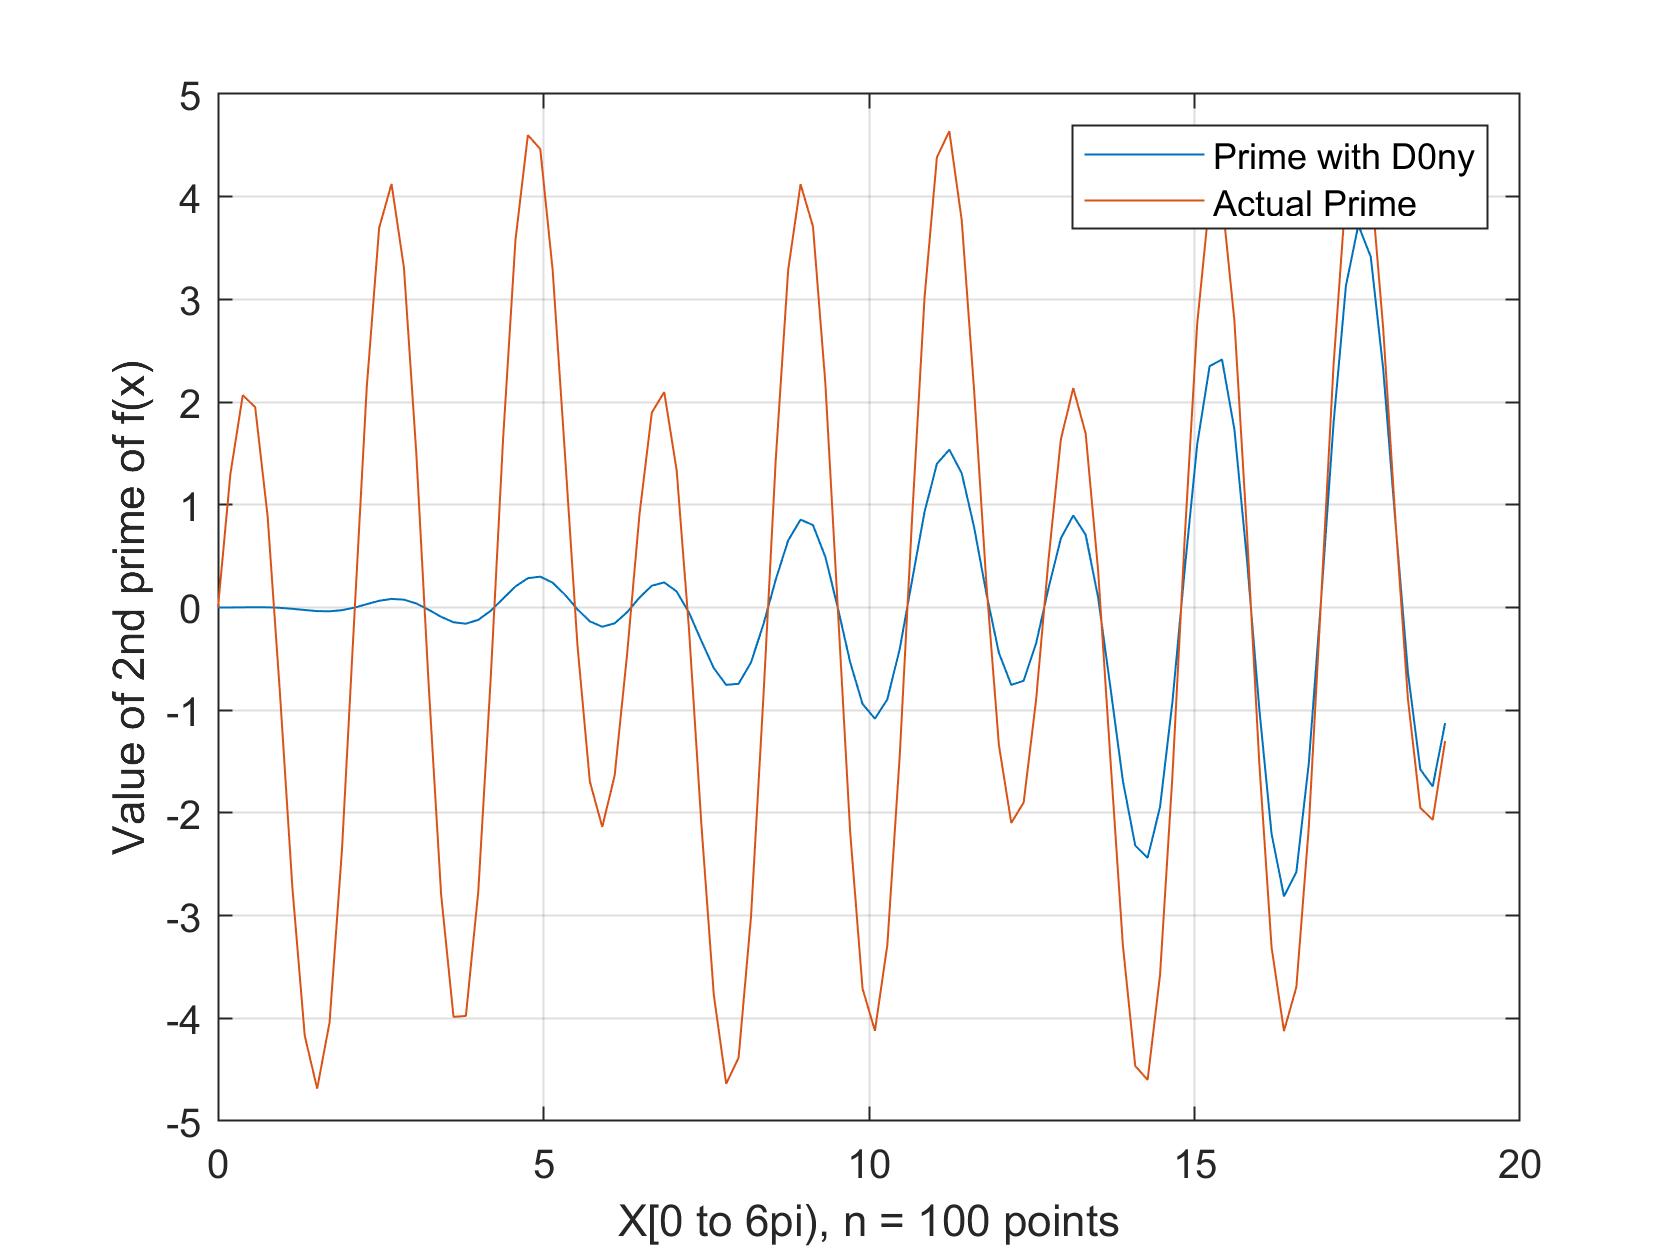 5
4
3
2
1
0
-1
-2
-3
-4
-5
Value of 2nd prime of f(x)
Prime with D0ny
Actual Prime
0 5 10 15 20
X[0 to 6pi), n = 100 points